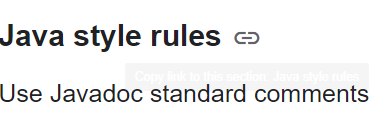 Java style rules
Copy link to this section: Java style rules
Use Javadoc standard comments